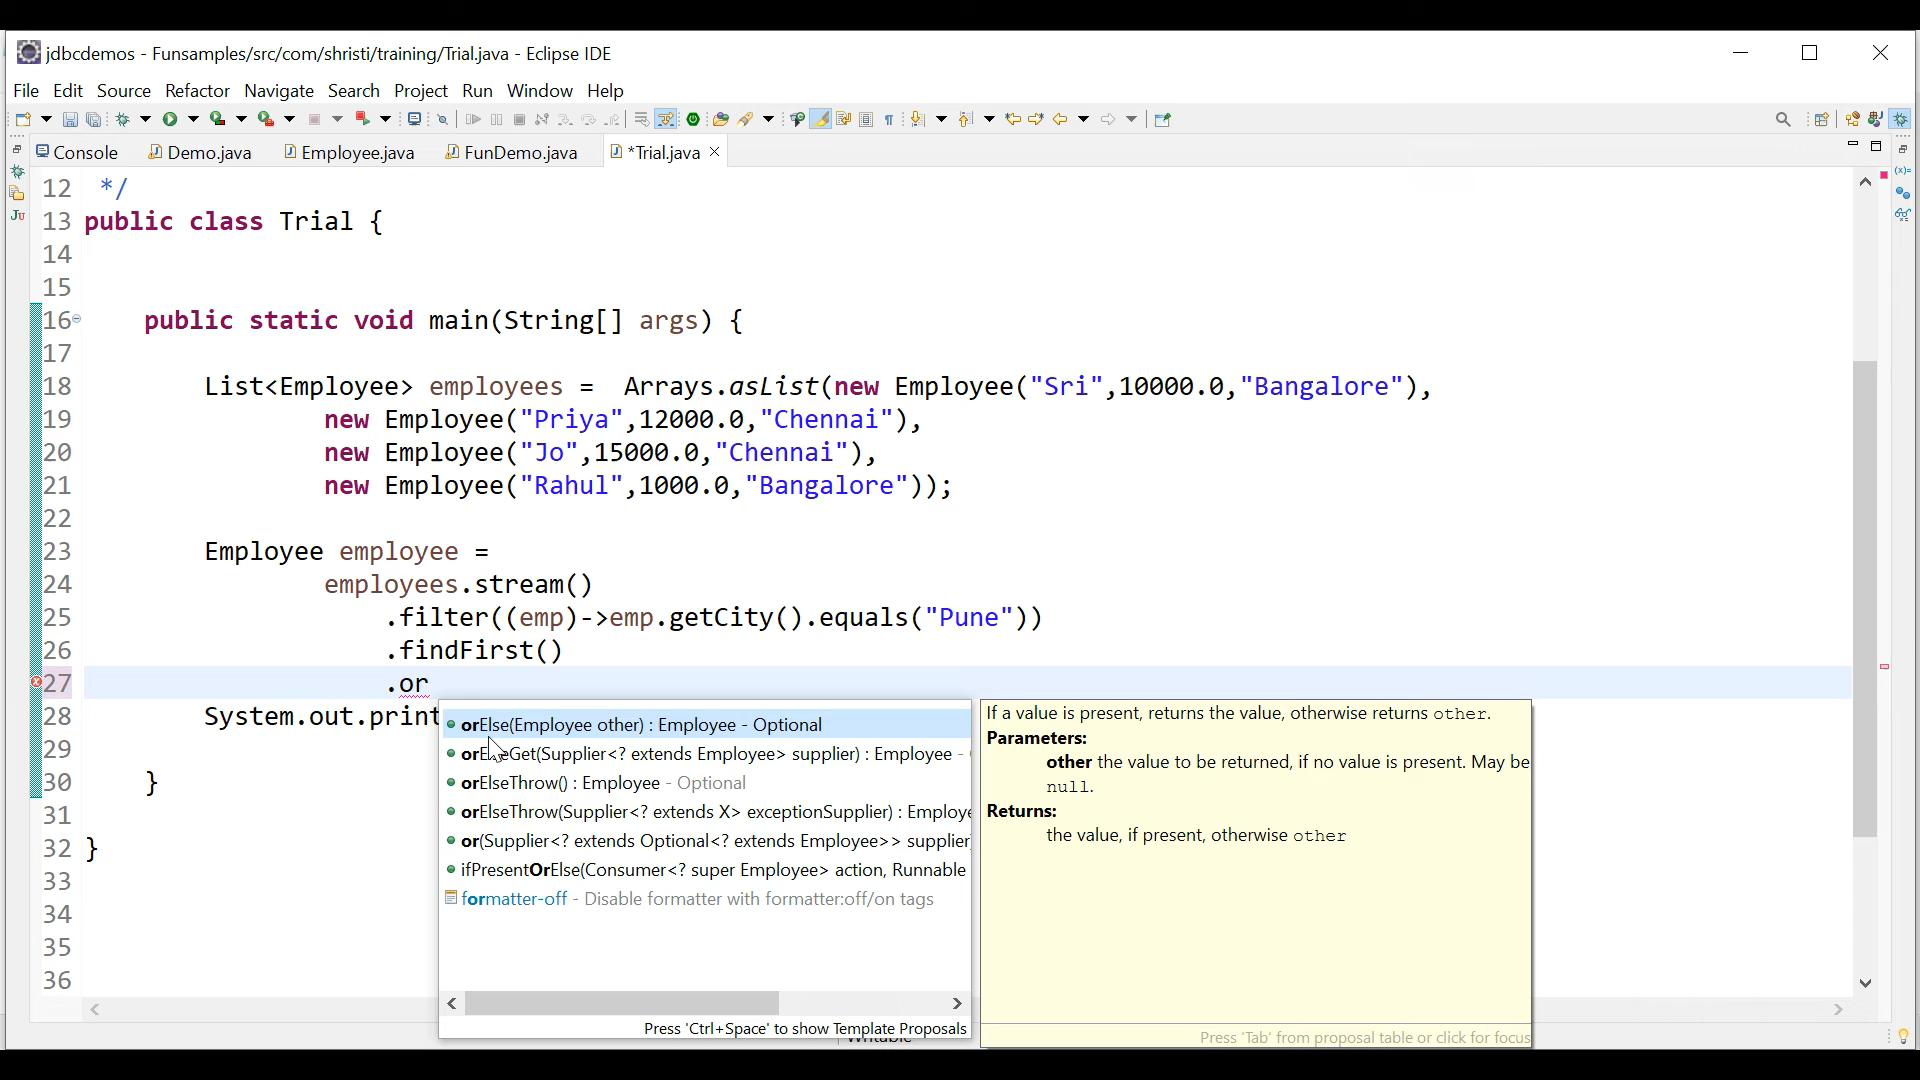 jdbcdemos - Funsamples/src/com/shristi/training/Trial.java - Eclipse IDE
File Edit Source Refactor Navigate Search Project Run Window Help
Console Demo.java Employee.java FunDemo.java *Trial.java
12 */
13 public class Trial {
14
15
16 public static void main(String[] args) {
17
18 List<Employee> employees = Arrays.asList(new Employee("Sri",10000.0,"Bangalore"),
19 new Employee("Priya",12000.0,"Chennai"),
20 new Employee("Jo",15000.0,"Chennai"),
21 new Employee("Rahul",1000.0,"Bangalore"));
22
23 Employee employee =
24 employees.stream()
25 .filter((emp)->emp.getCity().equals("Pune"))
26 .findFirst()
27 .or
28 System.out.print
29
30 }
31
32 }
33
34
35
36
orElse(Employee other) : Employee - Optional
orElseGet(Supplier<? extends Employee> supplier) : Employee -
orElseThrow() : Employee - Optional
orElseThrow(Supplier<? extends X> exceptionSupplier) : Employe
or(Supplier<? extends Optional<? extends Employee>> supplier
ifPresentOrElse(Consumer<? super Employee> action, Runnable
formatter-off - Disable formatter with formatter:off/on tags
Press 'Ctrl+Space' to show Template Proposals
If a value is present, returns the value, otherwise returns other.
Parameters:
other the value to be returned, if no value is present. May be
null.
Returns:
the value, if present, otherwise other
Press 'Tab' from proposal table or click for focus